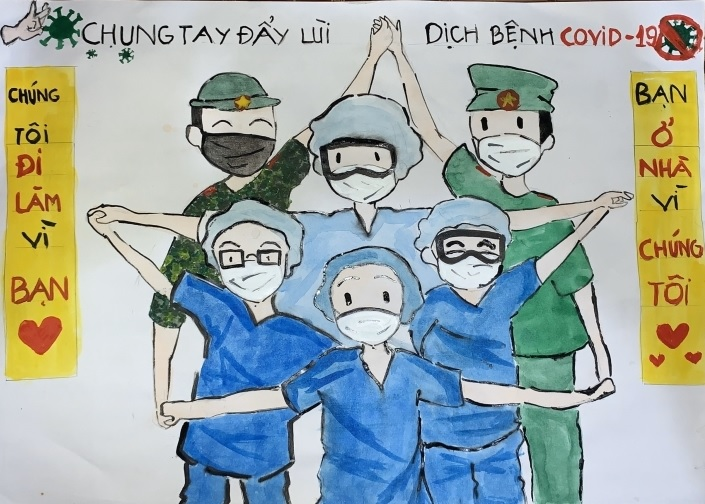 CHUNG TAY ĐẨY LÙI DỊCH BỆNH COVID-19
CHÚNG
TÔI
ĐI
LÀM
VÌ
BẠN
BẠN
Ở
NHÀ
VÌ
CHÚNG
TÔI